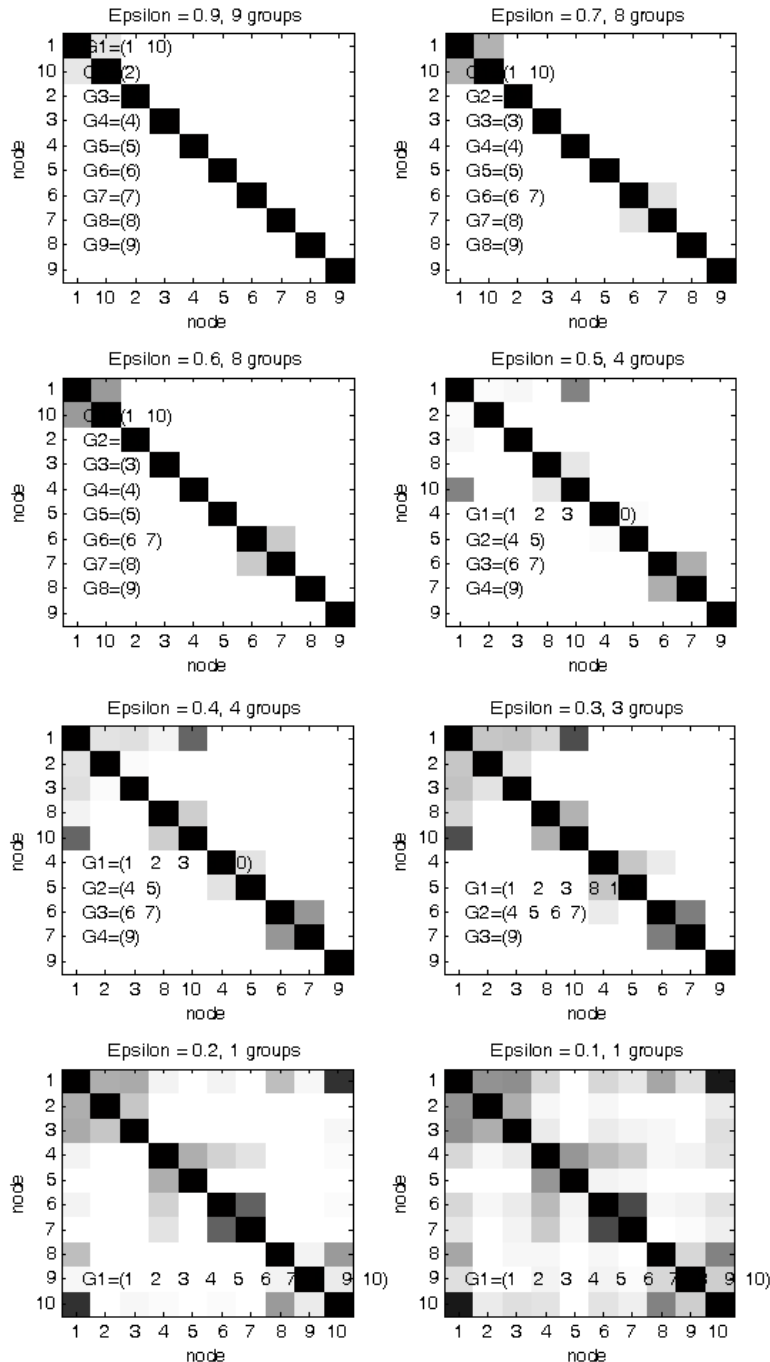 Epsilon = 0.9, 9 groups
1 G1=(1 10)
10 (2)
2 G3=
3 G4=(4)
4 G5=(5)
5 G6=(6)
6 G7=(7)
7 G8=(8)
8 G9=(9)
9
node
1 10 2 3 4 5 6 7 8 9
node
Epsilon = 0.7, 8 groups
1
10 (1 10)
2 G2=
3 G3=(3)
4 G4=(4)
5 G5=(5)
6 G6=(6 7)
7 G7=(8)
8 G8=(9)
9
node
1 10 2 3 4 5 6 7 8 9
node
Epsilon = 0.6, 8 groups
1
10 (1 10)
2 G2=
3 G3=(3)
4 G4=(4)
5 G5=(5)
6 G6=(6 7)
7 G7=(8)
8 G8=(9)
9
node
1 10 2 3 4 5 6 7 8 9
node
Epsilon = 0.5, 4 groups
1
2
3
8
10
4 G1=(1 2 3 0)
5 G2=(4 5)
6 G3=(6 7)
7 G4=(9)
9
node
1 2 3 8 10 4 5 6 7 9
node
Epsilon = 0.4, 4 groups
1
2
3
8
10
4 G1=(1 2 3 0)
5 G2=(4 5)
6 G3=(6 7)
7 G4=(9)
9
node
1 2 3 8 10 4 5 6 7 9
node
Epsilon = 0.3, 3 groups
1
2
3
8
10
4
5 G1=(1 2 3 8 1
6 G2=(4 5 6 7)
7 G3=(9)
9
node
1 2 3 8 10 4 5 6 7 9
node
Epsilon = 0.2, 1 groups
1
2
3
4
5
6
7
8
9 G1=(1 2 3 4 5 6 7 9 10)
10
node
1 2 3 4 5 6 7 8 9 10
node
Epsilon = 0.1, 1 groups
1
2
3
4
5
6
7
8
9 G1=(1 2 3 4 5 6 7 9 10)
10
node
1 2 3 4 5 6 7 8 9 10
node